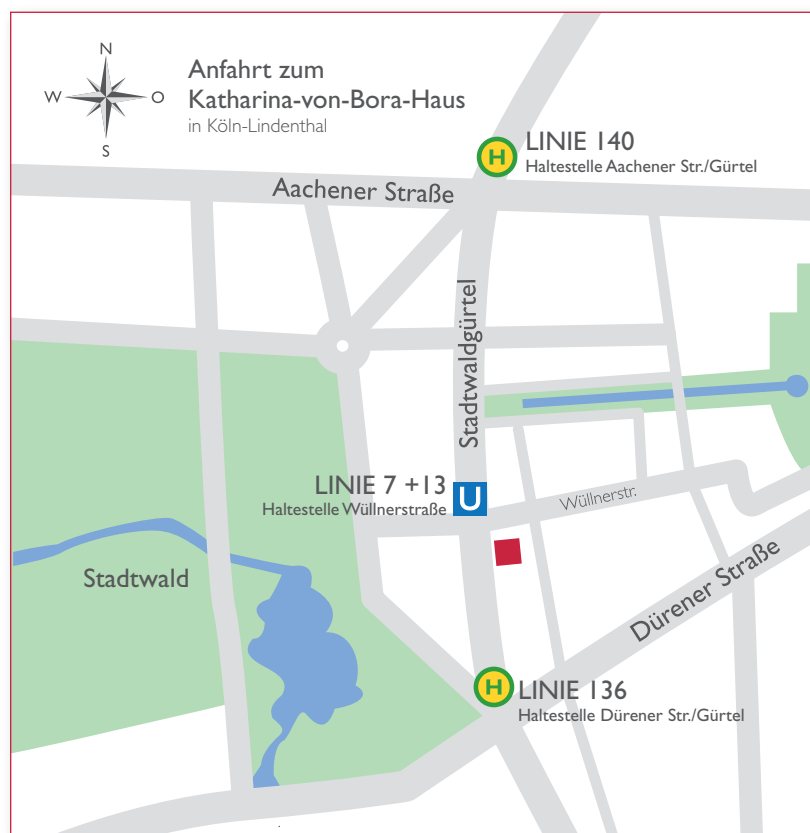 N
W
O
S
Anfahrt zum
Katharina-von-Bora-Haus
in Köln-Lindenthal
H
LINIE 140
Haltestelle Aachener Str./Gürtel
Aachener Straße
Stadtwaldgürtel
LINIE 7 +13
Haltestelle Wüllnerstraße
U
Wüllnerstr.
Stadtwald
Dürener Straße
H
LINIE 136
Haltestelle Dürener Str./Gürtel